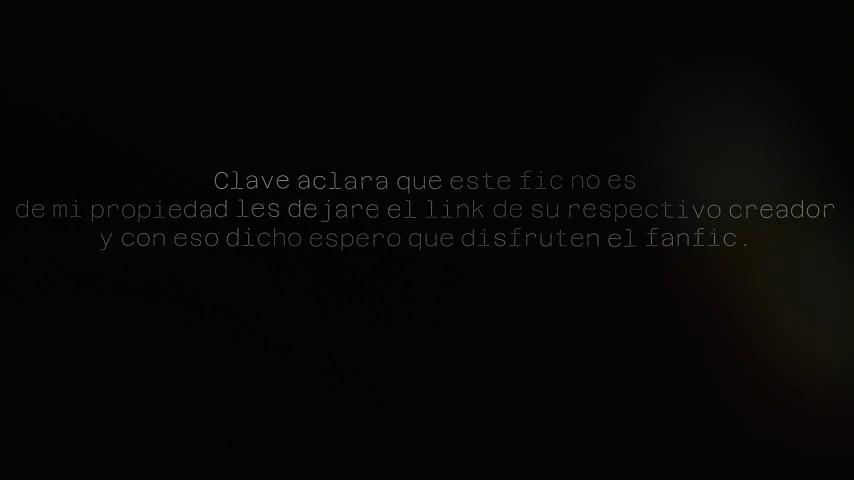 Clave aclara que este fic no es
de mi propiedad les dejare el link de su respectivo creador
y con eso dicho espero que disfruten el fanfic.